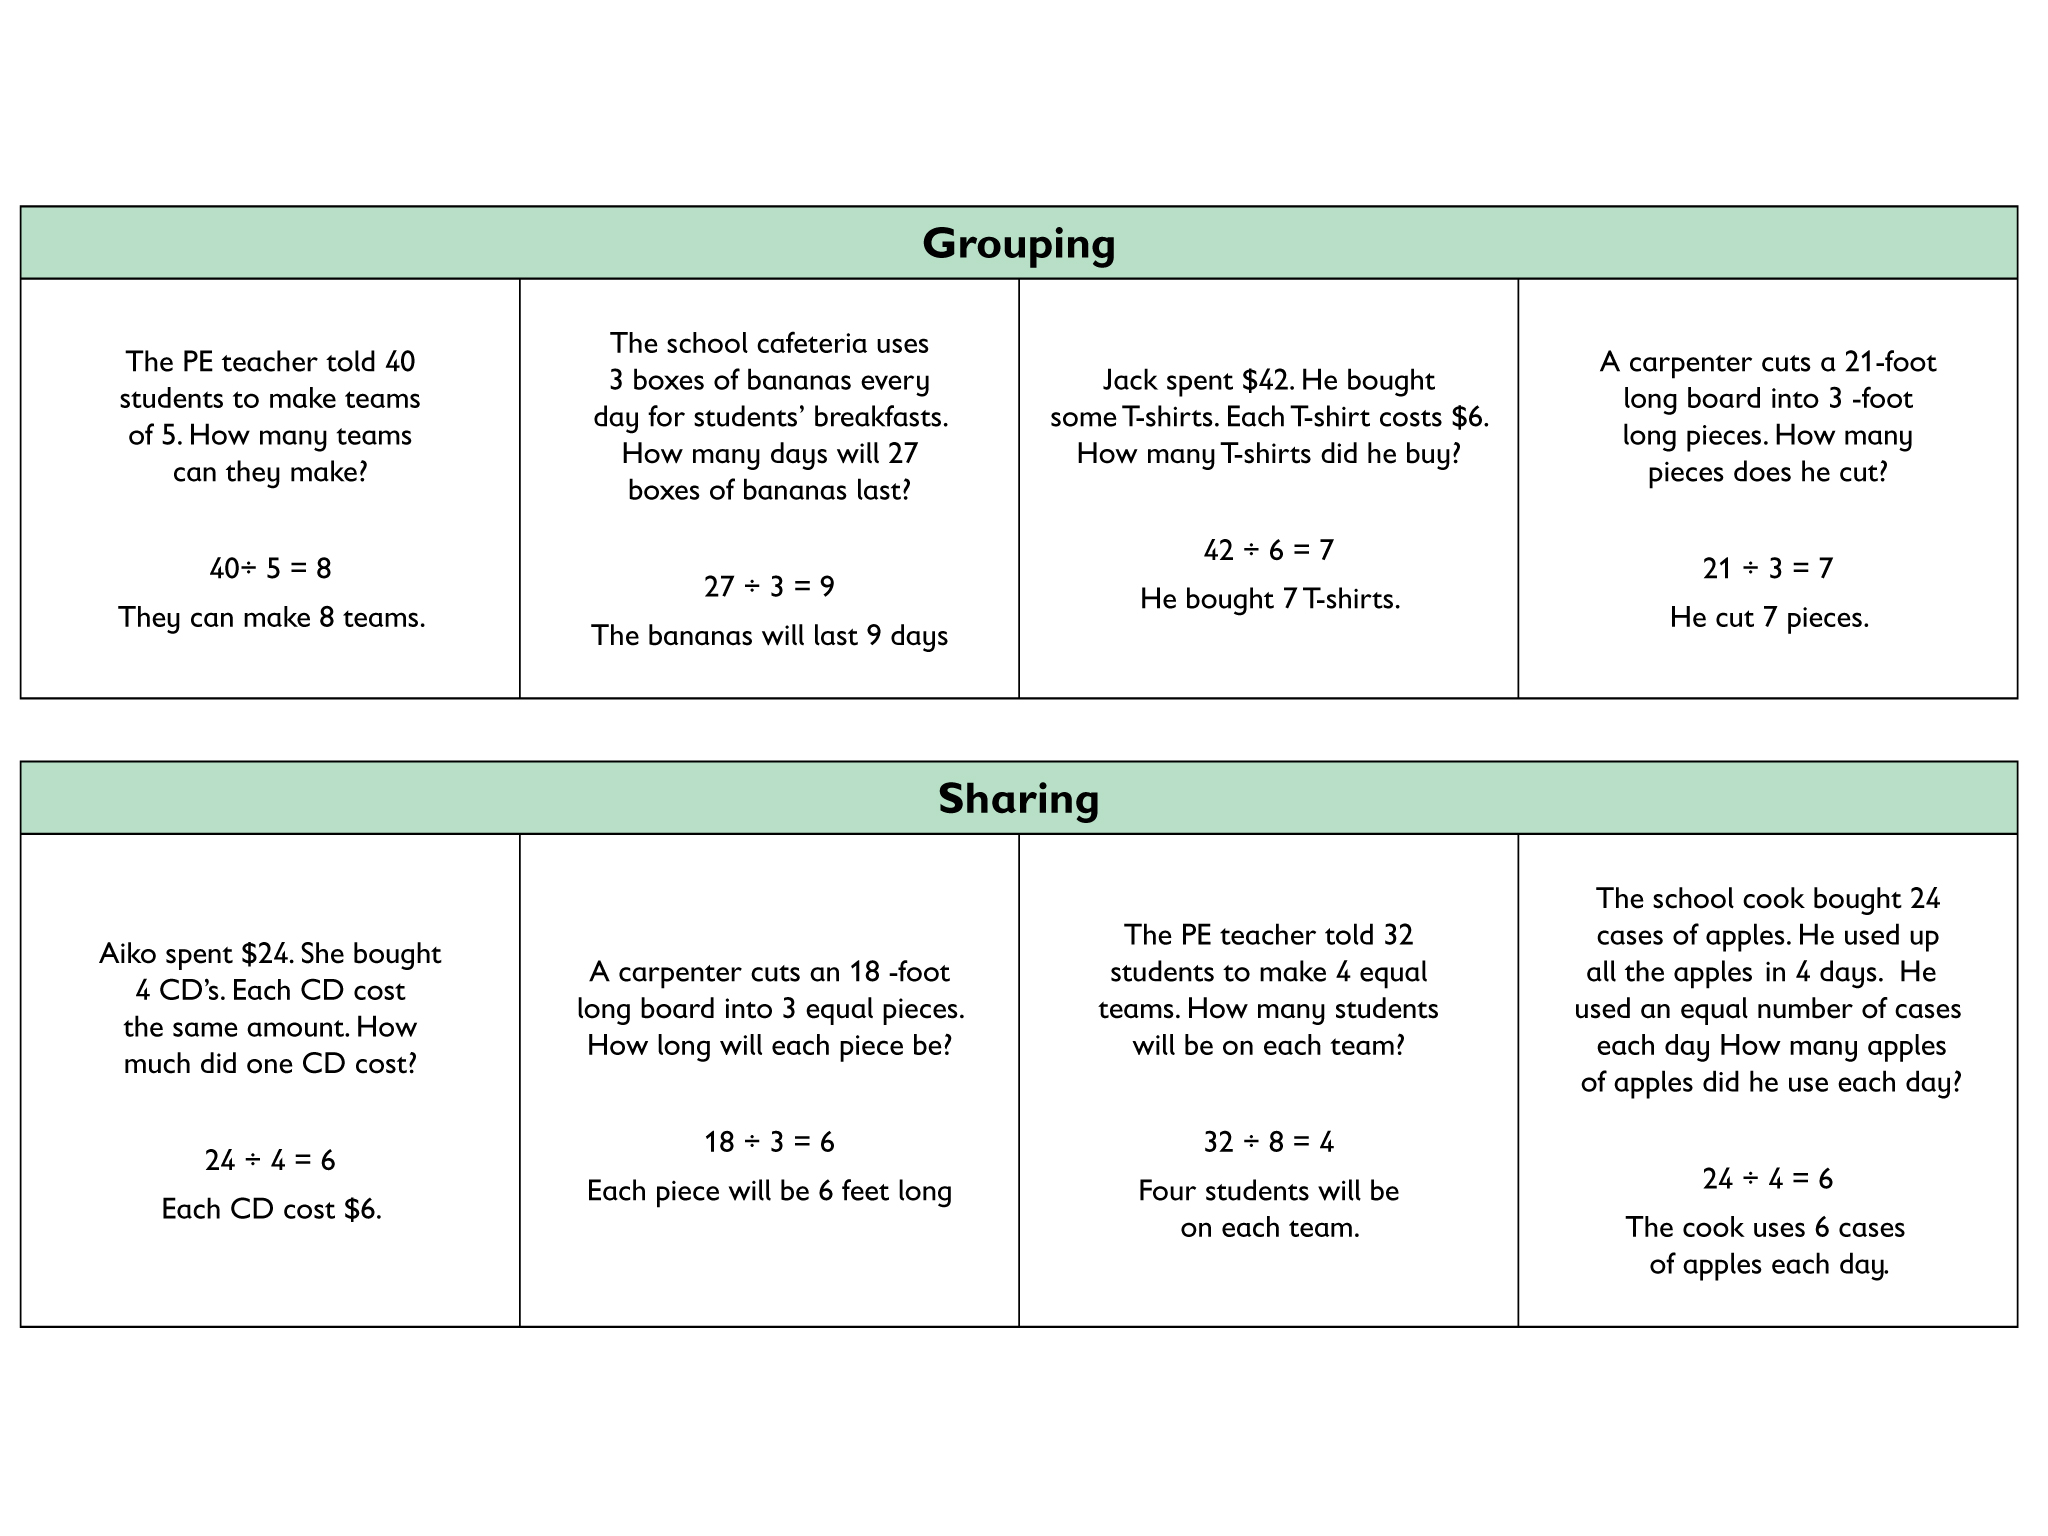 Grouping
The PE teacher told 40
students to make teams
of 5. How many teams
can they make?
40÷ 5 = 8
They can make 8 teams.
The school cafeteria uses
3 boxes of bananas every
day for students’ breakfasts.
How many days will 27
boxes of bananas last?
27 ÷ 3 = 9
The bananas will last 9 days
Jack spent $42. He bought
some T-shirts. Each T-shirt costs $6.
How many T-shirts did he buy?
42 ÷ 6 = 7
He bought 7 T-shirts.
A carpenter cuts a 21-foot
long board into 3 -foot
long pieces. How many
pieces does he cut?
21 ÷ 3 = 7
He cut 7 pieces.
Sharing
Aiko spent $24. She bought
4 CD’s. Each CD cost
the same amount. How
much did one CD cost?
24 ÷ 4 = 6
Each CD cost $6.
A carpenter cuts an 18 -foot
long board into 3 equal pieces.
How long will each piece be?
18 ÷ 3 = 6
Each piece will be 6 feet long
The PE teacher told 32
students to make 4 equal
teams. How many students
will be on each team?
32 ÷ 8 = 4
Four students will be
on each team.
The school cook bought 24
cases of apples. He used up
all the apples in 4 days. He
used an equal number of cases
each day How many apples
of apples did he use each day?
24 ÷ 4 = 6
The cook uses 6 cases
of apples each day.